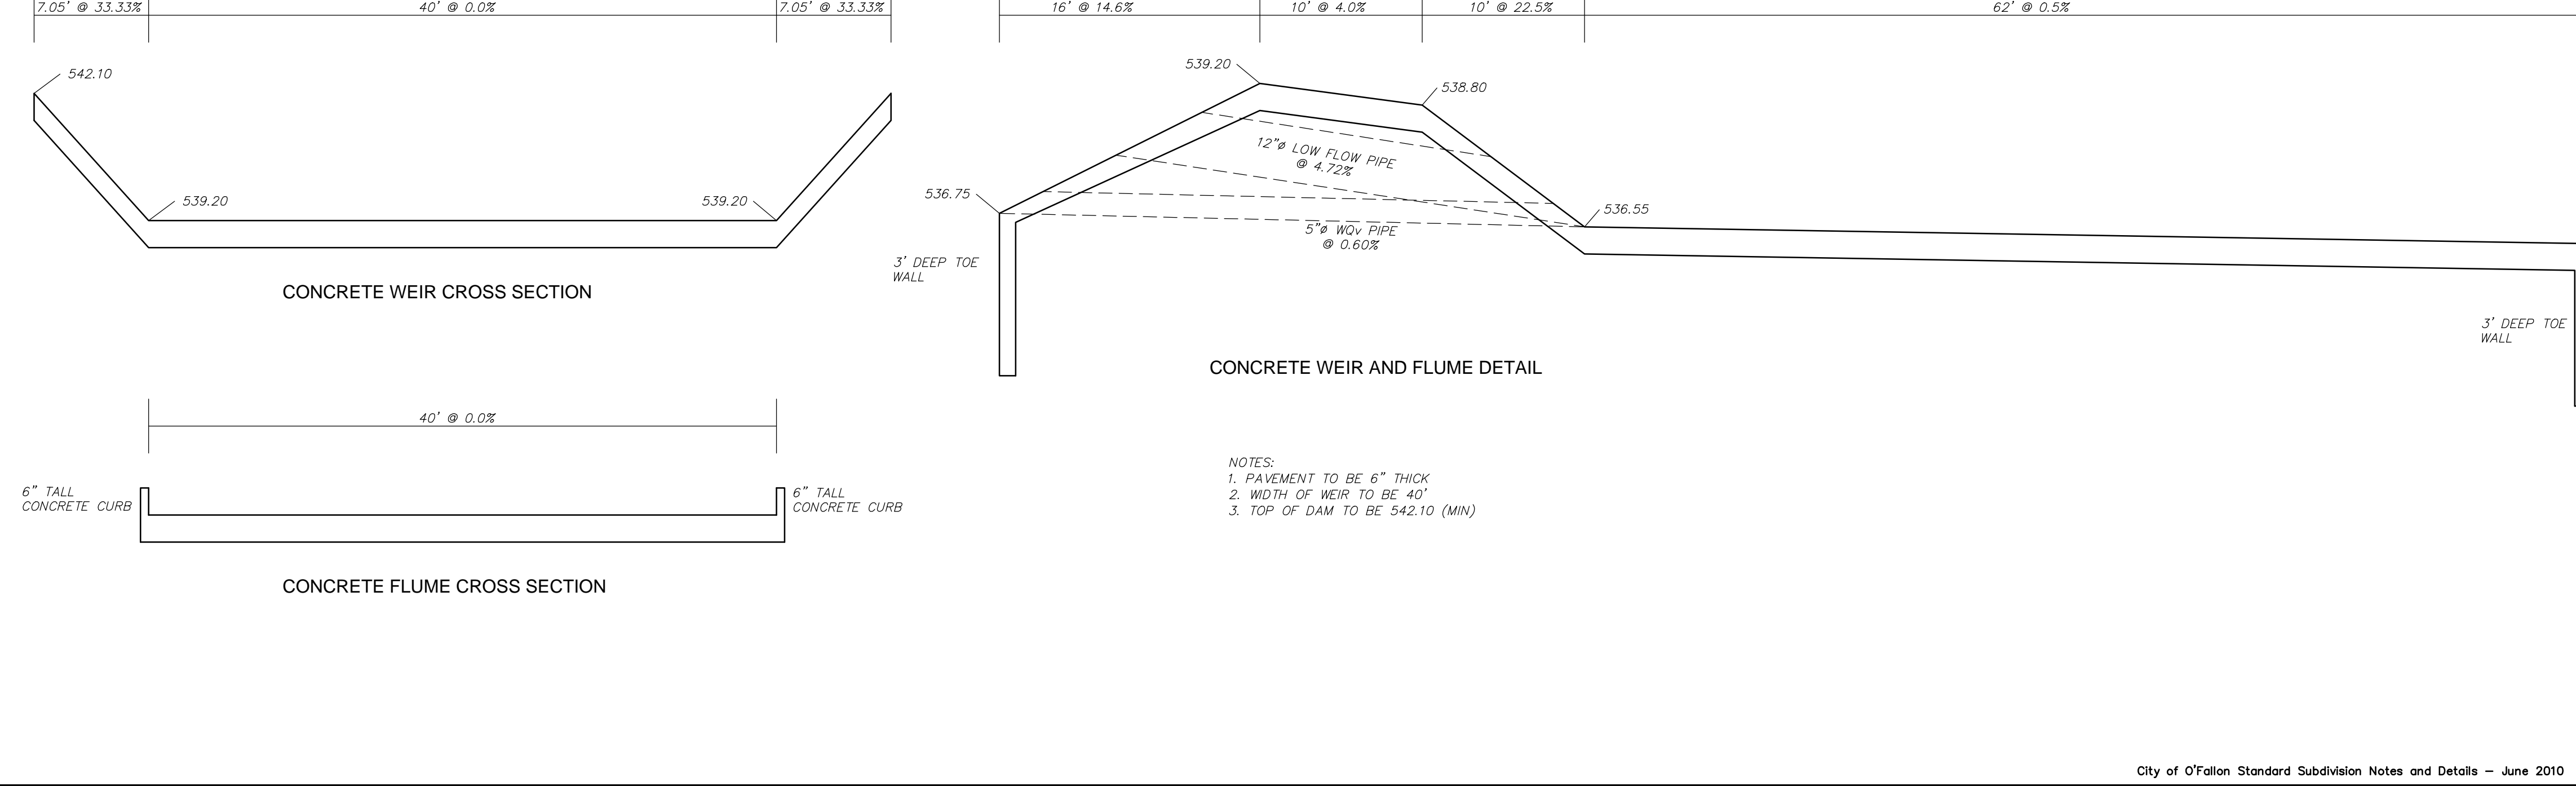 7.05' @ 33.33%
40' @ 0.0%
7.05' @ 33.33%
542.10
539.20
539.20
CONCRETE WEIR CROSS SECTION
16' @ 14.6%
10' @ 4.0%
10' @ 22.5%
62' @ 0.5%
539.20
538.80
12"ø LOW FLOW PIPE
@ 4.72%
536.75
536.55
5"ø WQv PIPE
@ 0.60%
3' DEEP TOE
WALL
3' DEEP TOE
WALL
CONCRETE WEIR AND FLUME DETAIL
40' @ 0.0%
6" TALL
CONCRETE CURB
6" TALL
CONCRETE CURB
CONCRETE FLUME CROSS SECTION
NOTES:
1. PAVEMENT TO BE 6" THICK
2. WIDTH OF WEIR TO BE 40'
3. TOP OF DAM TO BE 542.10 (MIN)
City of O'Fallon Standard Subdivision Notes and Details – June 2010